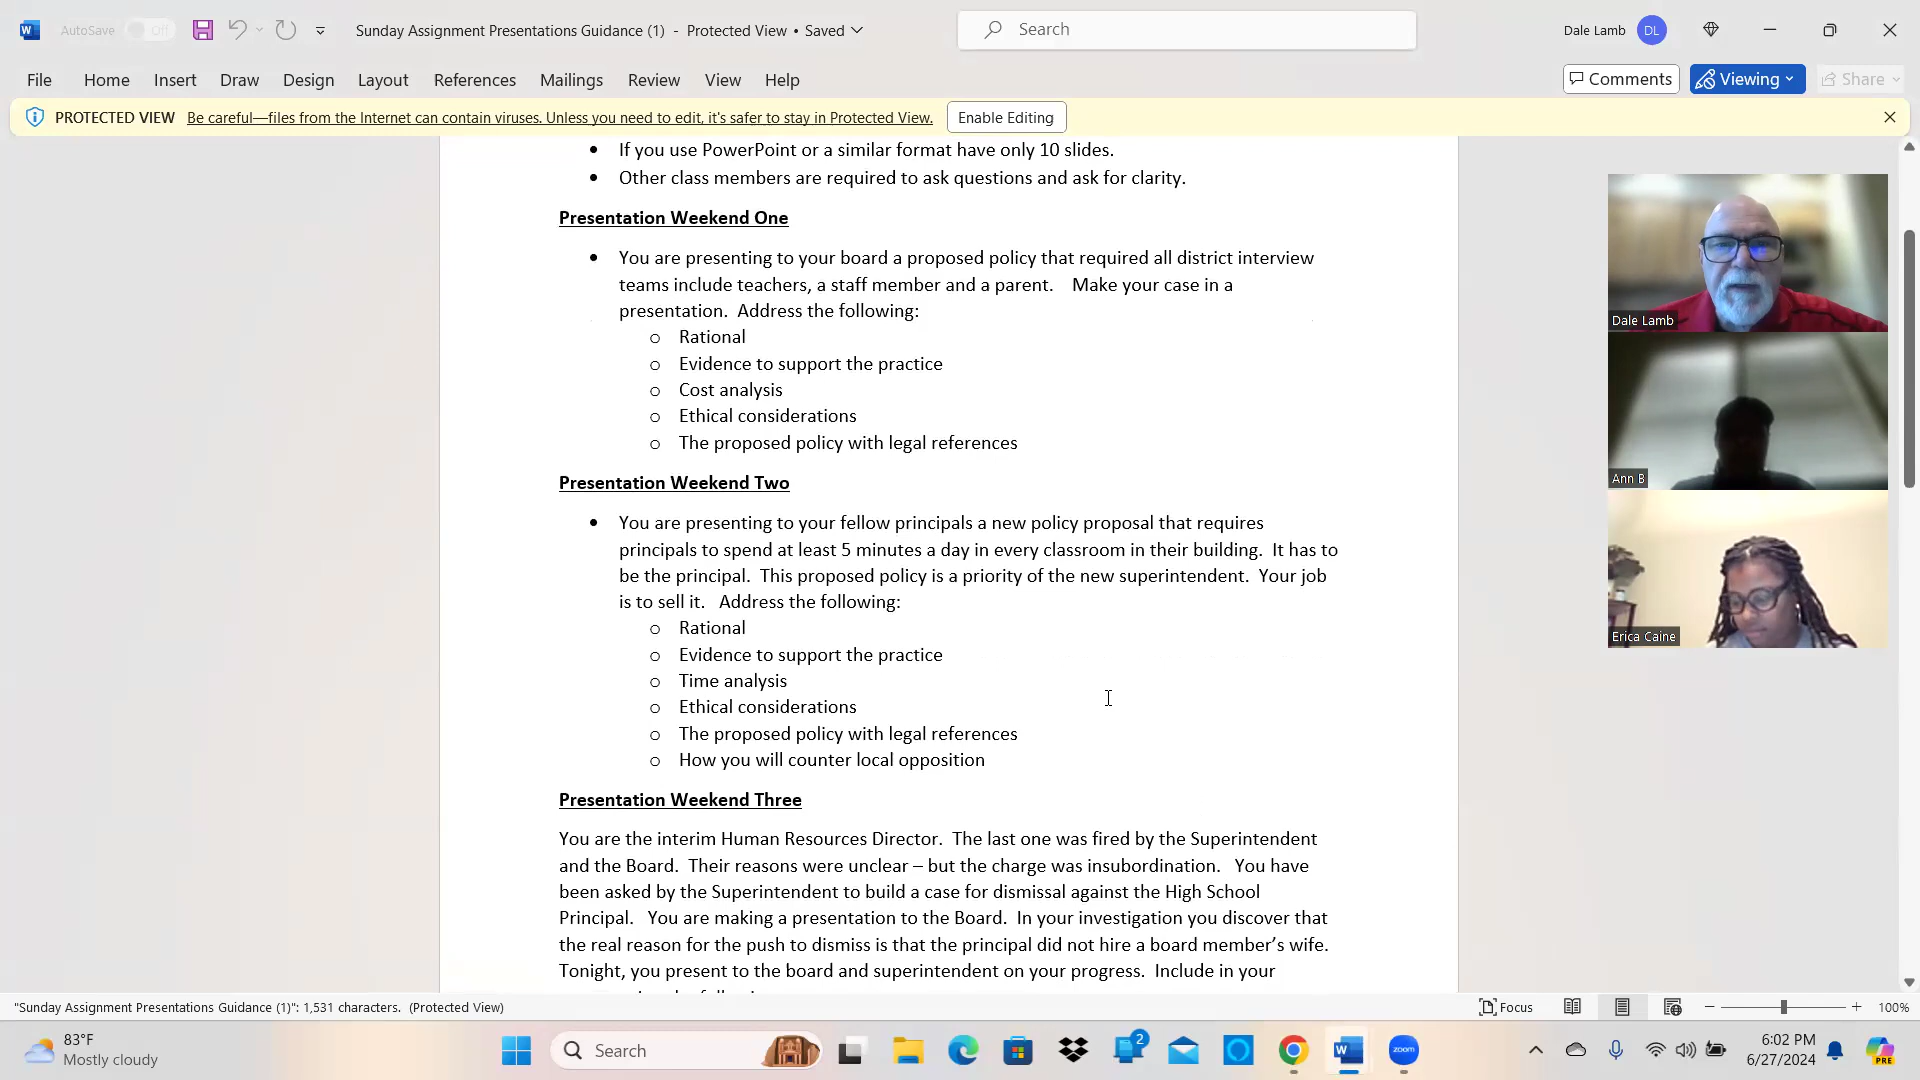 AutoSave Off
Sunday Assignment Presentations Guidance (1) - Protected View • Saved
Search
Dale Lamb DL
File Home Insert Draw Design Layout References Mailings Review View Help
Comments Viewing Share
PROTECTED VIEW Be careful—files from the Internet can contain viruses. Unless you need to edit, it's safer to stay in Protected View. Enable Editing
• If you use PowerPoint or a similar format have only 10 slides.
• Other class members are required to ask questions and ask for clarity.
Presentation Weekend One
• You are presenting to your board a proposed policy that required all district interview
teams include teachers, a staff member and a parent. Make your case in a
presentation. Address the following:
o Rational
o Evidence to support the practice
o Cost analysis
o Ethical considerations
o The proposed policy with legal references
Presentation Weekend Two
• You are presenting to your fellow principals a new policy proposal that requires
principals to spend at least 5 minutes a day in every classroom in their building. It has to
be the principal. This proposed policy is a priority of the new superintendent. Your job
is to sell it. Address the following:
o Rational
o Evidence to support the practice
o Time analysis
o Ethical considerations
o The proposed policy with legal references
o How you will counter local opposition
Presentation Weekend Three
You are the interim Human Resources Director. The last one was fired by the Superintendent
and the Board. Their reasons were unclear – but the charge was insubordination. You have
been asked by the Superintendent to build a case for dismissal against the High School
Principal. You are making a presentation to the Board. In your investigation you discover that
the real reason for the push to dismiss is that the principal did not hire a board member's wife.
Tonight, you present to the board and superintendent on your progress. Include in your
Dale Lamb
Ann B
Erica Caine
"Sunday Assignment Presentations Guidance (1)": 1,531 characters. (Protected View)
Focus
100%
83°F
Mostly cloudy
Search
2
zoom
6:02 PM
6/27/2024
PRE